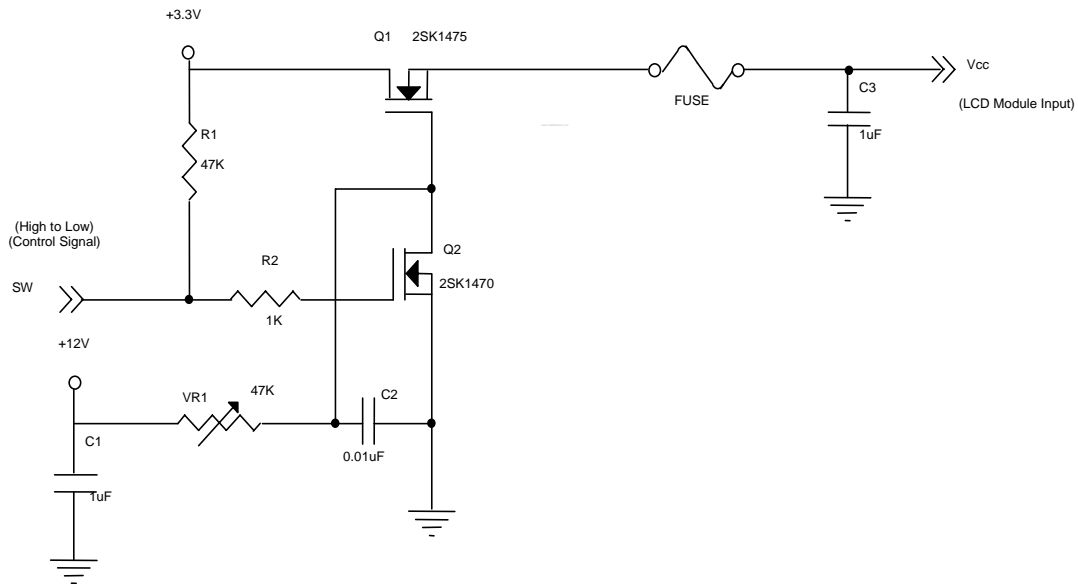 +3.3V
Q1 2SK1475
Vcc
C3
FUSE
(LCD Module Input)
R1
1uF
47K
(High to Low)
(Control Signal)
Q2
R2
2SK1470
SW
1K
+12V
47K
VR1
C2
C1
0.01uF
1uF